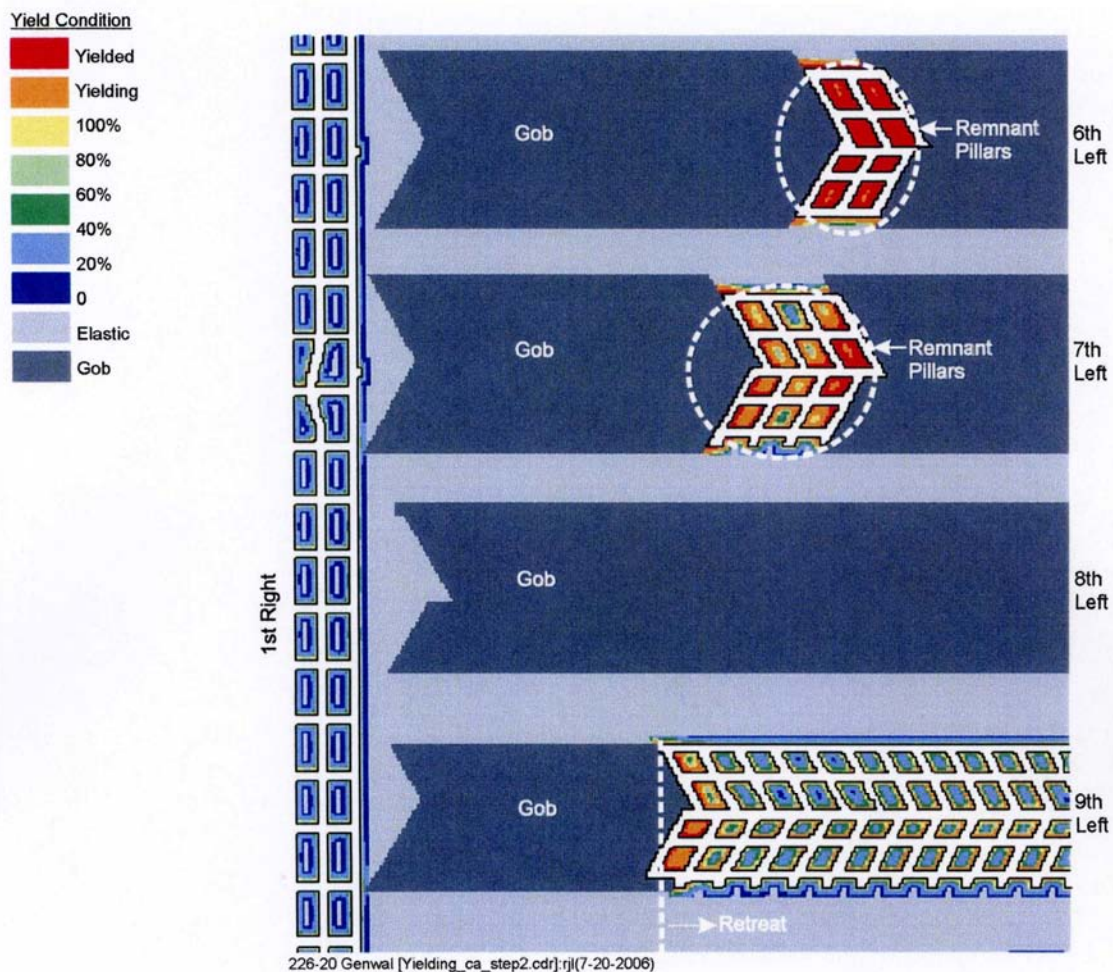 Yield Condition
Yielded
Yielding
100%
80%
60%
40%
20%
0
Elastic
Gob
Gob
Remnant
Pillars
6th
Left
Gob
Remnant
Pillars
7th
Left
Gob
8th
Left
1st Right
Gob
9th
Left
Retreat
226-20 Genwal [Yielding_ca_step2.cdr]:rjl(7-20-2006)